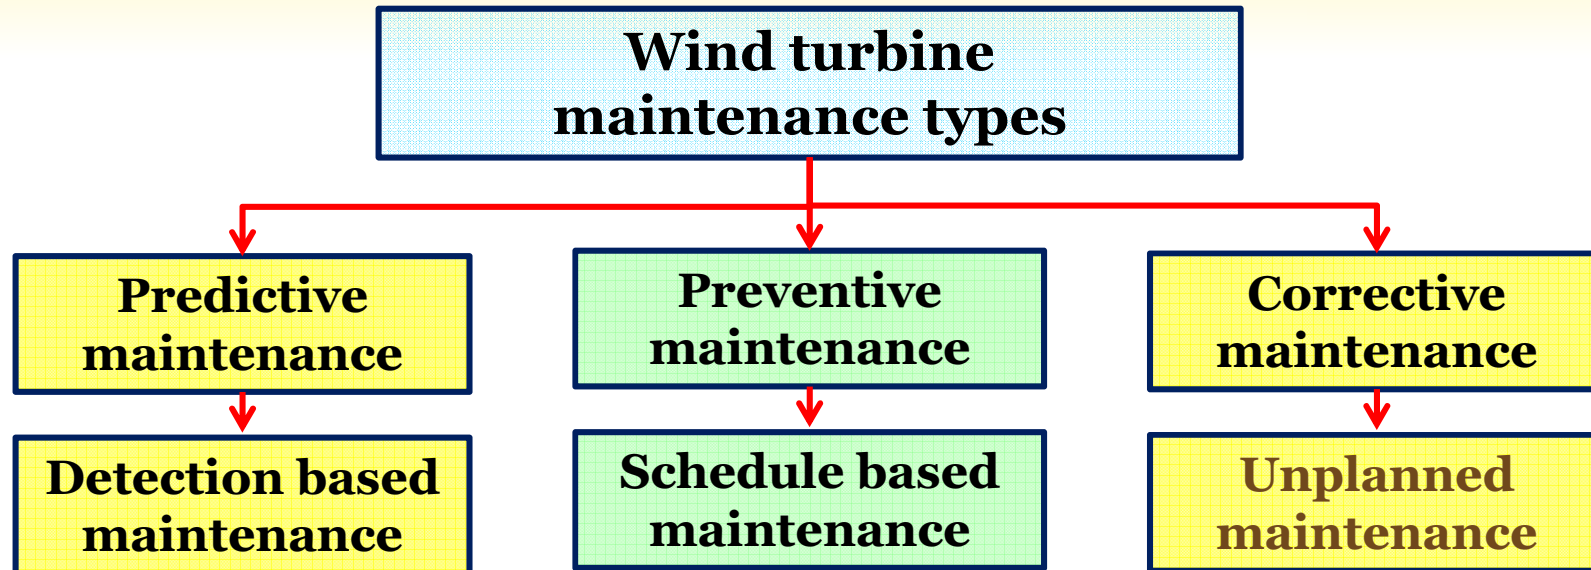 Wind turbine
maintenance types
Predictive
maintenance
Preventive
maintenance
Corrective
maintenance
Detection based
maintenance
Schedule based
maintenance
Unplanned
maintenance